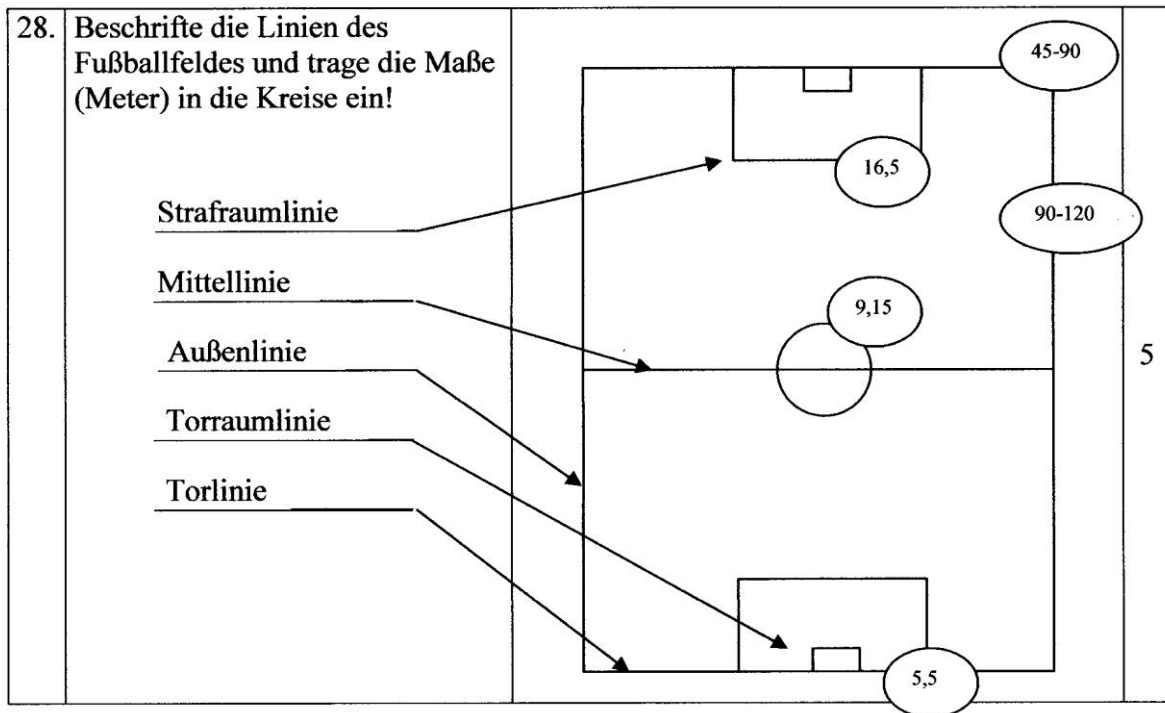 28. Beschrifte die Linien des
Fußballfeldes und trage die Maße
(Meter) in die Kreise ein!
45-90
16,5
Strafraumlinie
90-120
Mittellinie
9,15
Außenlinie
5
Torraumlinie
Torlinie
5,5